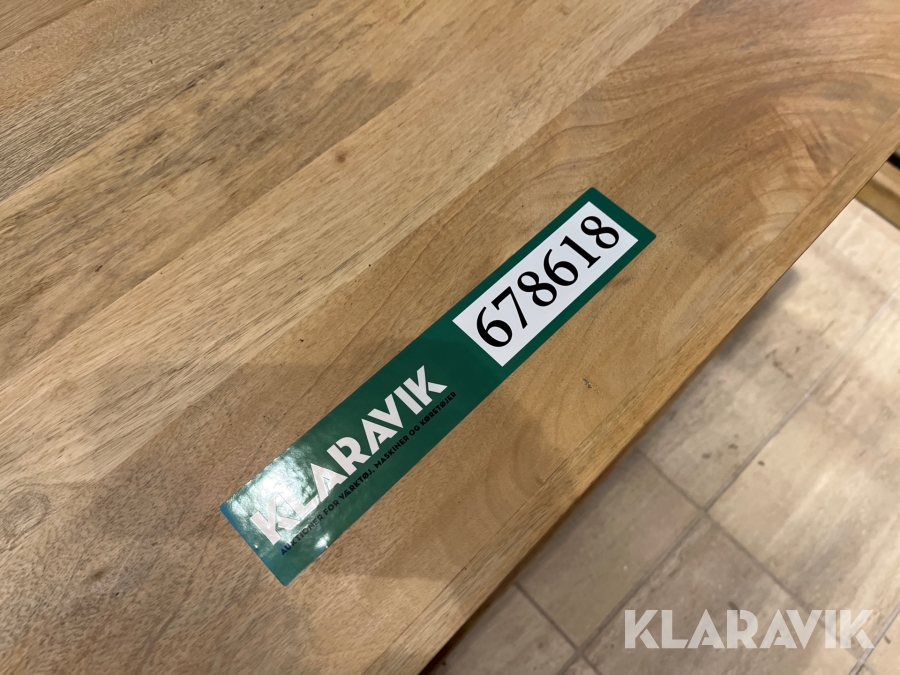 678618
KLARAVIK
AUKTIONER FOR VÆRKTØJ, MASKINER OG KØRETØJER
KLARAVIK